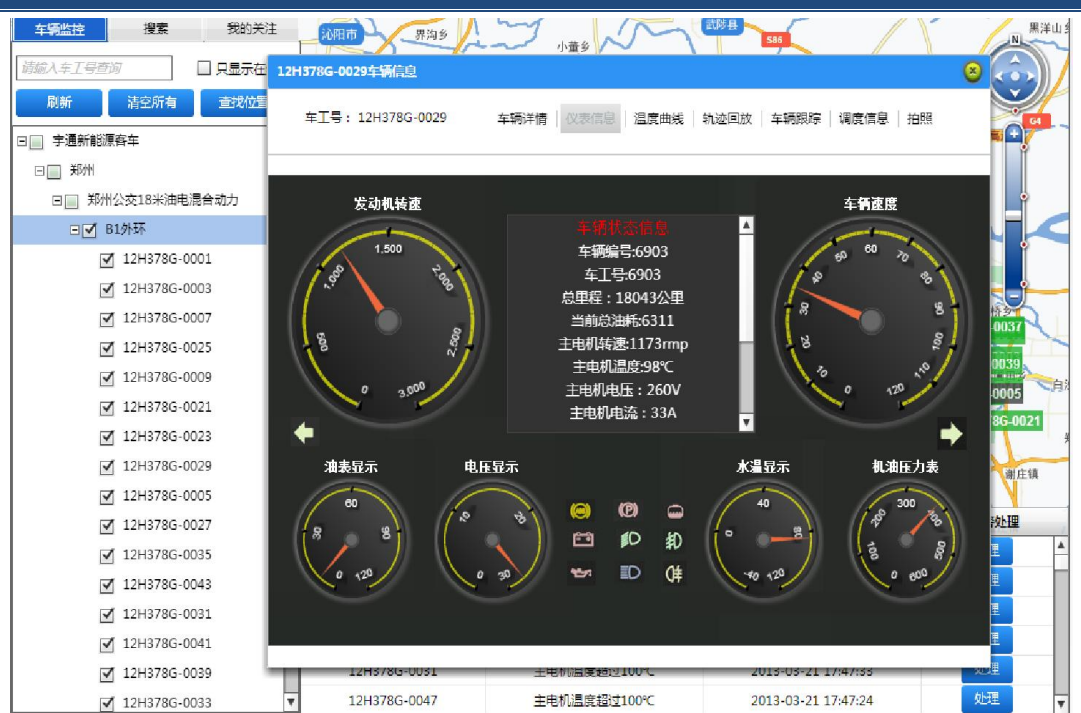 车辆监控
搜索
我的关注
请输入车工号查询
只显示在
刷新
清空所有
查找位置
宇通新能源客车
郑州
郑州公交18米油电混合动力
B1外环
12H378G-0001
12H378G-0003
12H378G-0007
12H378G-0025
12H378G-0009
12H378G-0021
12H378G-0023
12H378G-0029
12H378G-0005
12H378G-0027
12H378G-0035
12H378G-0043
12H378G-0031
12H378G-0041
12H378G-0039
12H378G-0033
沁阳市
界沟乡
小董乡
武陟县
S86
黑洋山乡
N
G4
12H378G-0029车辆信息
车工号：12H378G-0029
车辆详情
仪表信息
温度曲线
轨迹回放
车辆跟踪
调度信息
拍照
发动机转速
0 500 1,000 1,500 2,000 2,500 3,000
车辆状态信息
车辆编号:6903
车工号:6903
总里程：18043公里
当前总油耗:6311
主电机转速:1173rmp
主电机温度:98℃
主电机电压：260V
主电机电流：33A
车辆速度
0 10 20 30 40 50 60 70 80 90 100 110 120
油表显示
0 30 60 90 120
电压显示
0 10 20 30
ABS
P
水温显示
-40 0 40 80 120
机油压力表
0 100 200 300 400 500 600
桥乡
-0037
0039
-0005
8G-0021
谢庄镇
处理
理
理
理
理
12H378G-0031
主电机温度超过100℃
2013-03-21 17:47:33
处理
12H378G-0047
主电机温度超过100℃
2013-03-21 17:47:24
处理